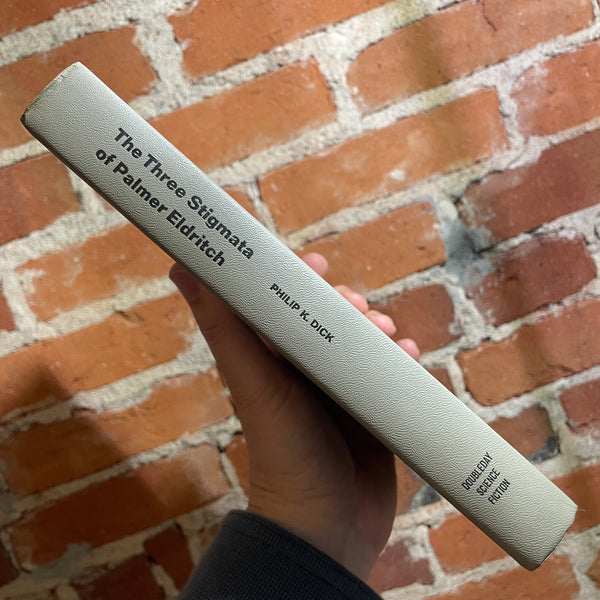 The Three Stigmata
of Palmer Eldritch
PHILIP K. DICK
DOUBLEDAY
SCIENCE
FICTION